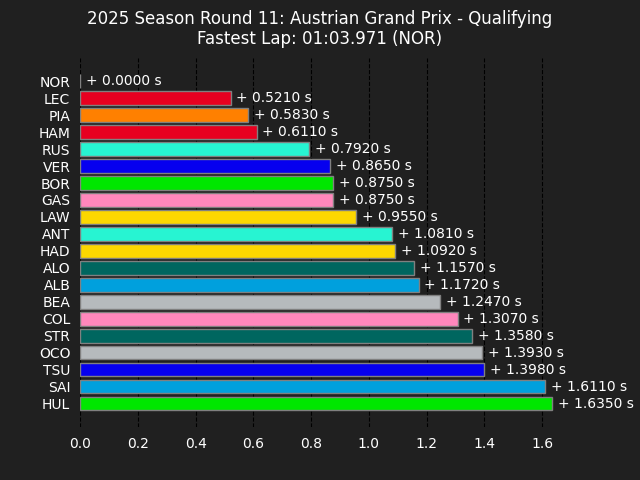 2025 Season Round 11: Austrian Grand Prix - Qualifying
Fastest Lap: 01:03.971 (NOR)
NOR + 0.0000 s
LEC + 0.5210 s
PIA + 0.5830 s
HAM + 0.6110 s
RUS + 0.7920 s
VER + 0.8650 s
BOR + 0.8750 s
GAS + 0.8750 s
LAW + 0.9550 s
ANT + 1.0810 s
HAD + 1.0920 s
ALO + 1.1570 s
ALB + 1.1720 s
BEA + 1.2470 s
COL + 1.3070 s
STR + 1.3580 s
OCO + 1.3930 s
TSU + 1.3980 s
SAI + 1.6110 s
HUL + 1.6350 s
0.0 0.2 0.4 0.6 0.8 1.0 1.2 1.4 1.6